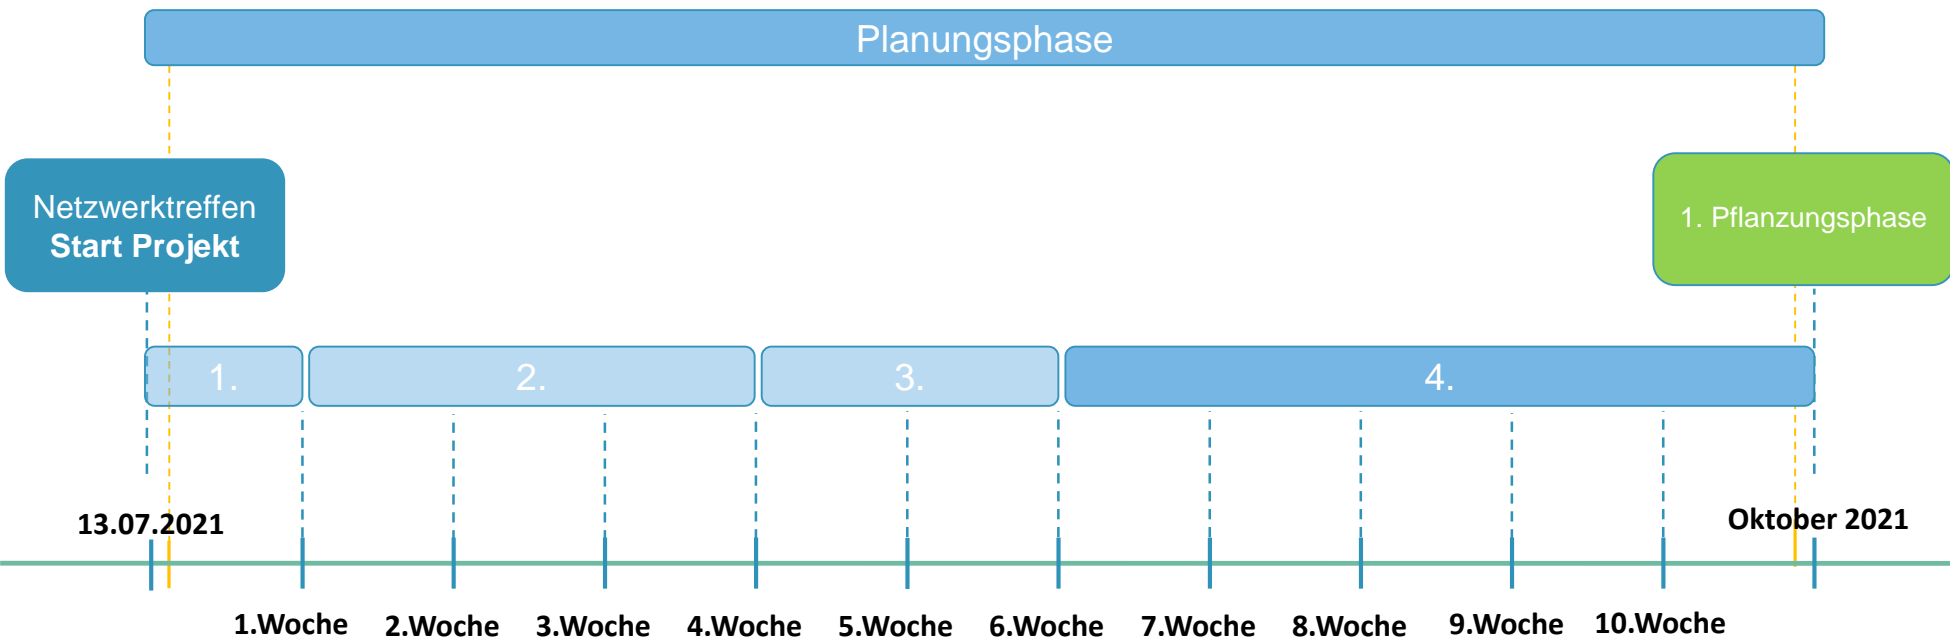 Planungsphase
Netzwerktreffen
Start Projekt
1. Pflanzungsphase
1.
2.
3.
4.
13.07.2021
Oktober 2021
1.Woche
2.Woche
3.Woche
4.Woche
5.Woche
6.Woche
7.Woche
8.Woche
9.Woche
10.Woche